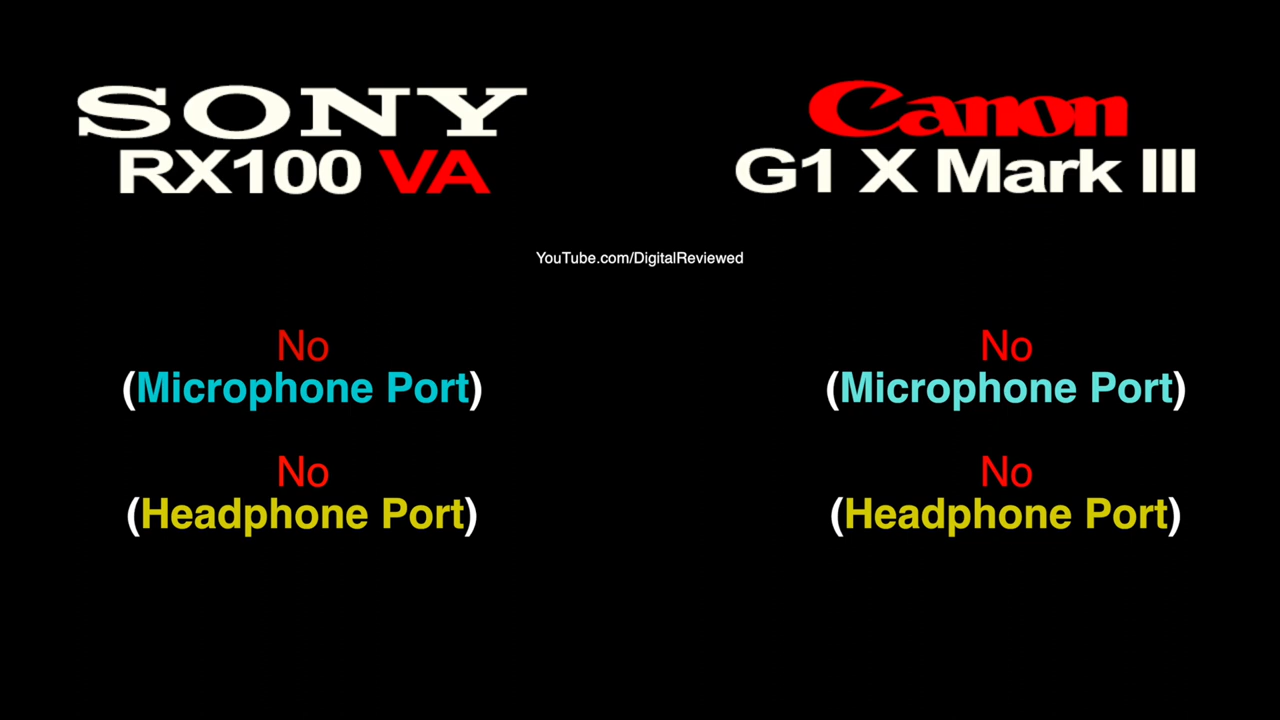 SONY
RX100 VA
Canon
G1 X Mark III
YouTube.com/DigitalReviewed
No
(Microphone Port)
No
(Headphone Port)
No
(Microphone Port)
No
(Headphone Port)